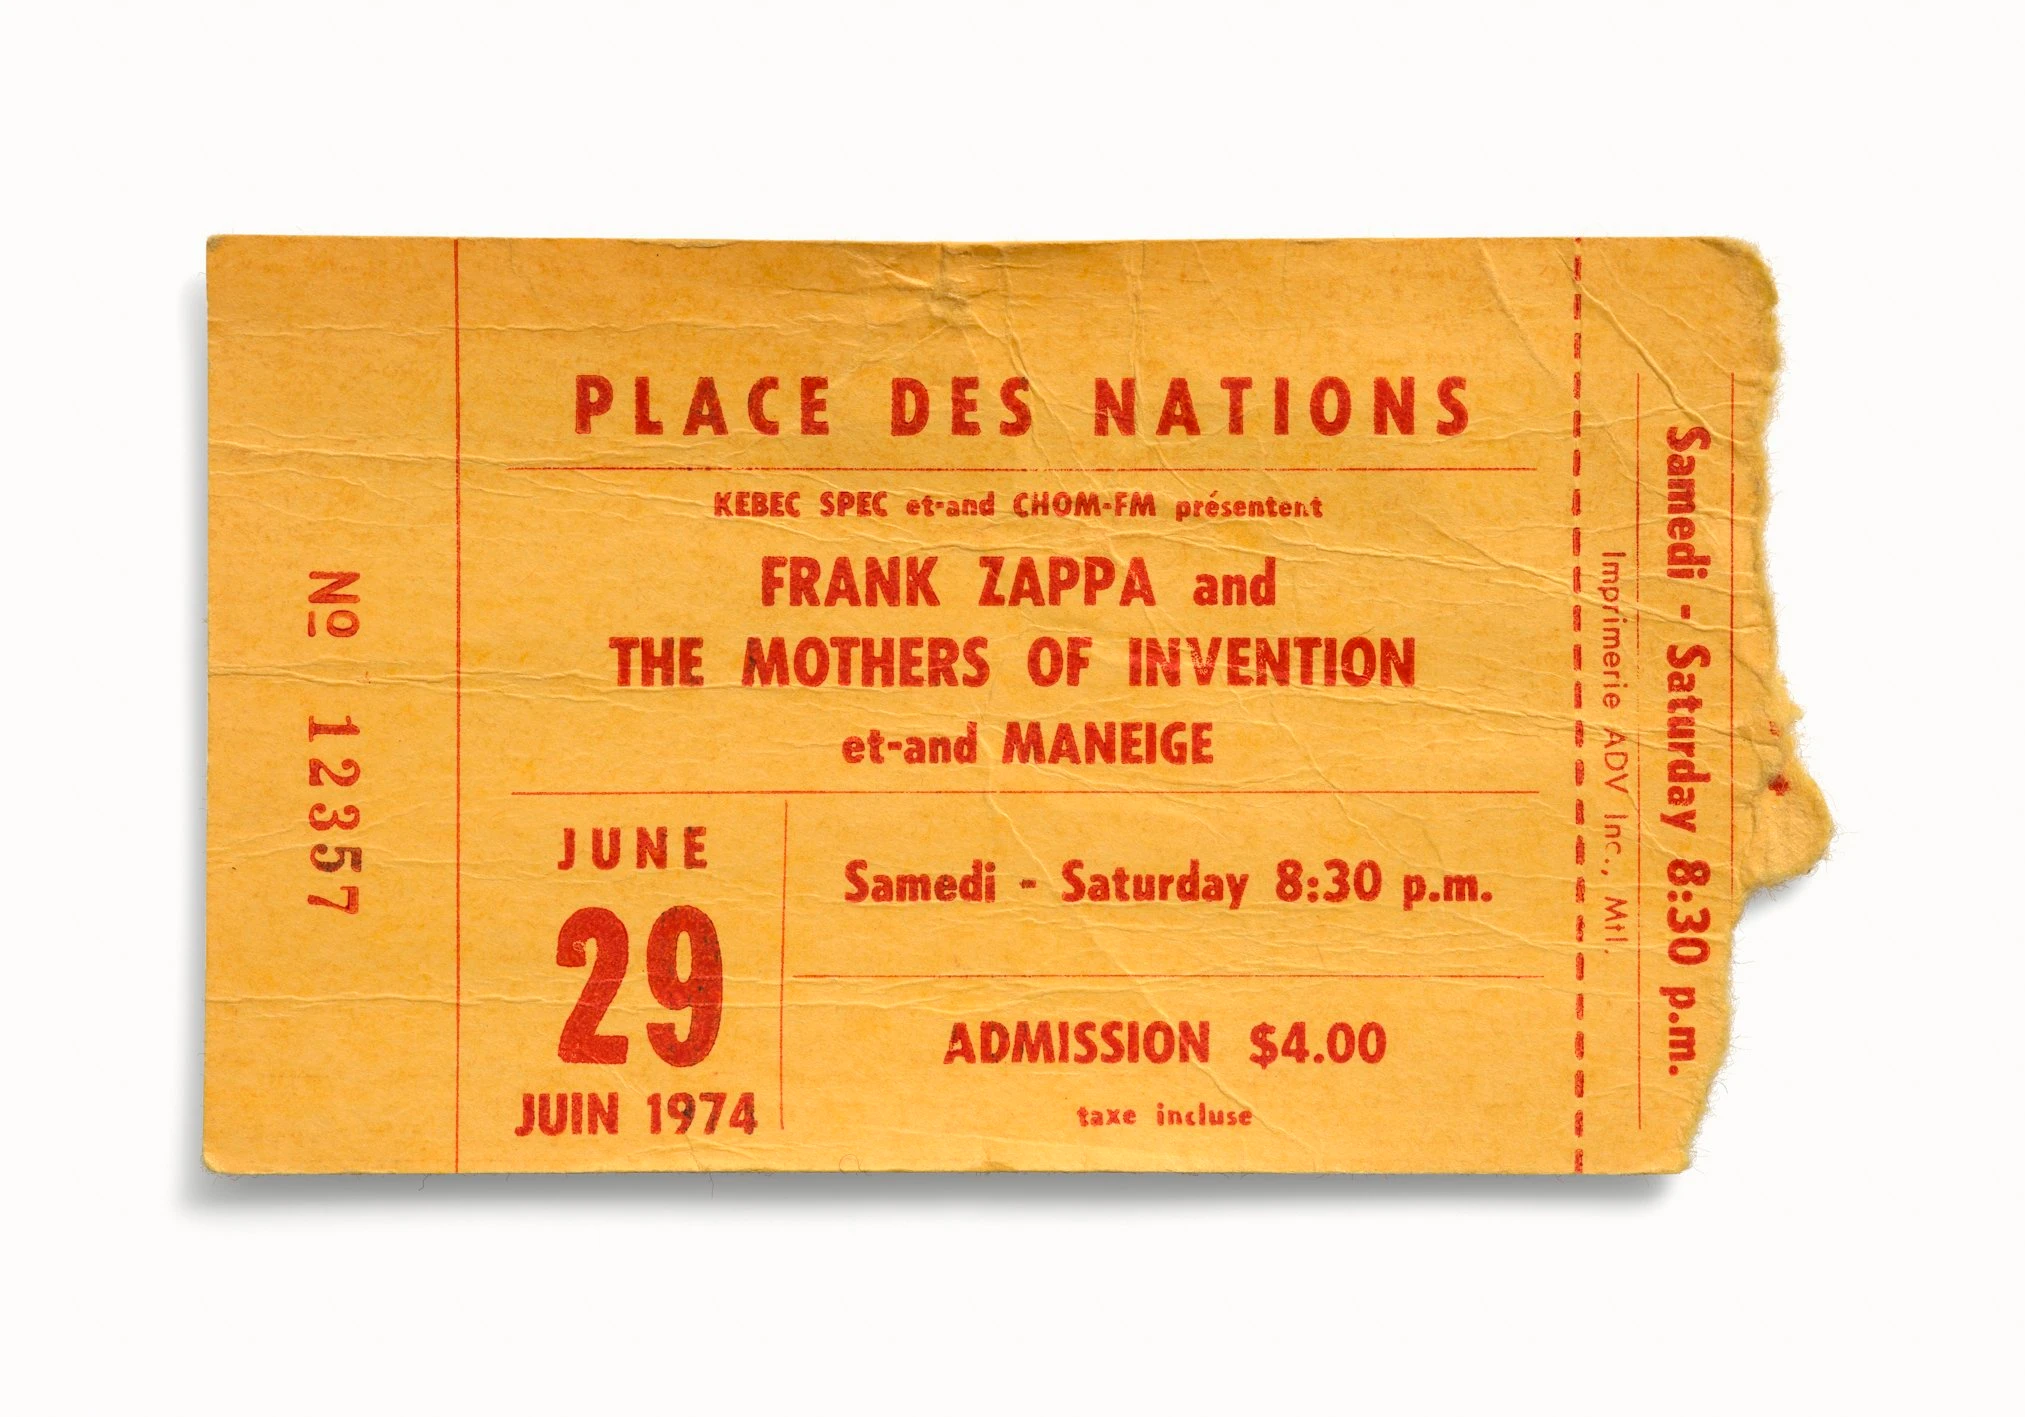 Nº 12357
PLACE DES NATIONS
KEBEC SPEC et-and CHOM-FM présentent
FRANK ZAPPA and
THE MOTHERS OF INVENTION
et-and MANEIGE
JUNE
29
JUIN 1974
Samedi - Saturday 8:30 p.m.
ADMISSION $4.00
taxe incluse
Imprimerie ADV Inc., Mtl.
Samedi - Saturday 8:30 p.m.